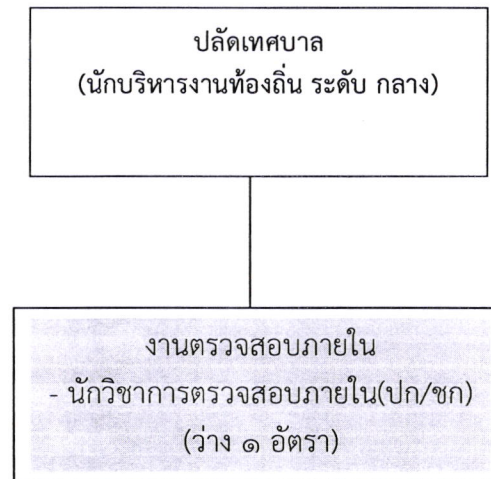 ปลัดเทศบาล
(นักบริหารงานท้องถิ่น ระดับ กลาง)
งานตรวจสอบภายใน
- นักวิชาการตรวจสอบภายใน(ปก/ชก)
(ว่าง ๑ อัตรา)